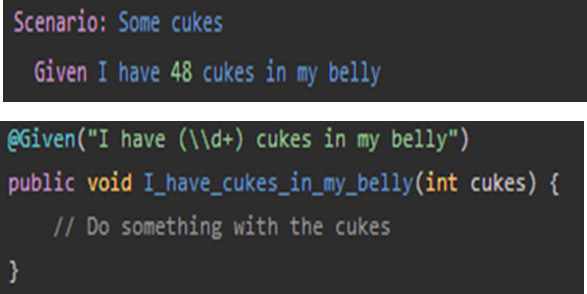 Scenario: Some cukes
Given I have 48 cukes in my belly
@Given("I have (\\d+) cukes in my belly")
public void I_have_cukes_in_my_belly(int cukes) {
// Do something with the cukes
}